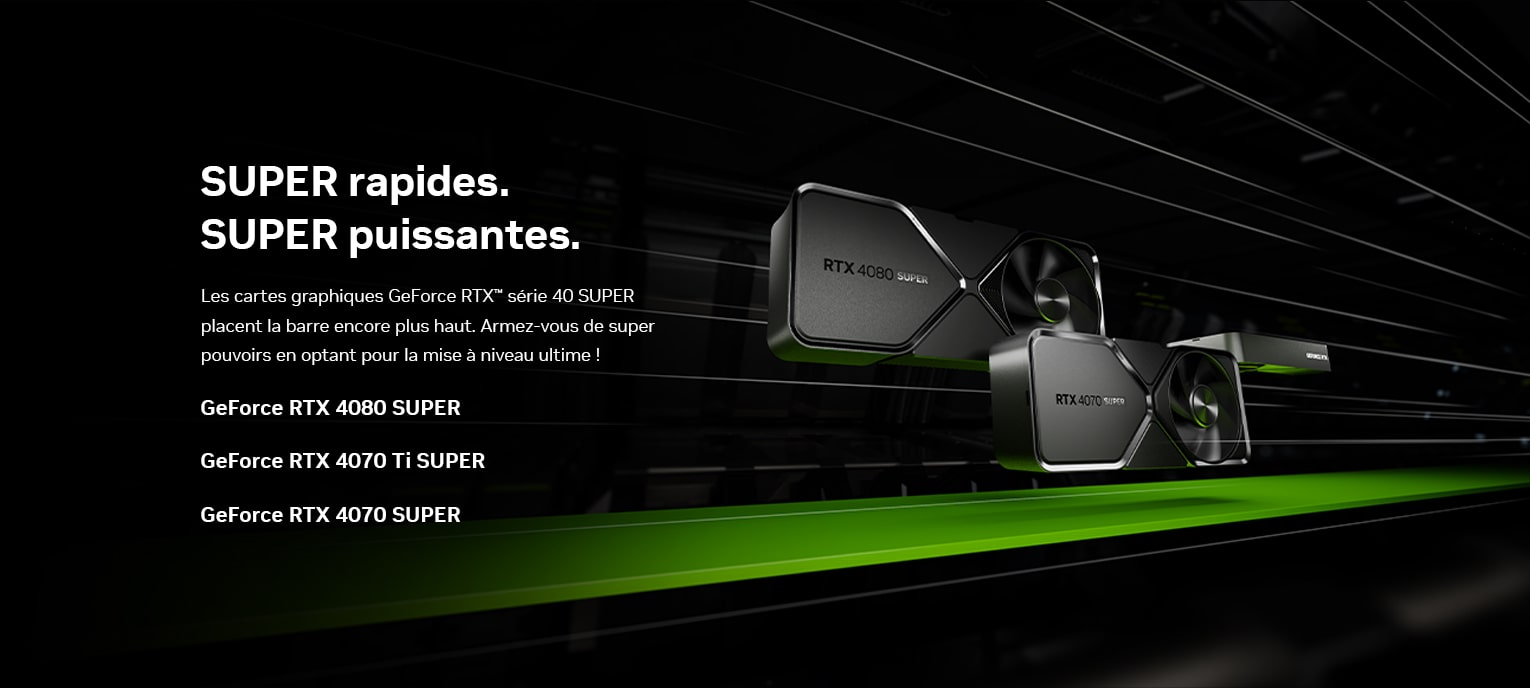 SUPER rapides.
SUPER puissantes.
Les cartes graphiques GeForce RTX™ série 40 SUPER
placent la barre encore plus haut. Armez-vous de super
pouvoirs en optant pour la mise à niveau ultime !
GeForce RTX 4080 SUPER
GeForce RTX 4070 Ti SUPER
GeForce RTX 4070 SUPER
RTX 4080 SUPER
RTX 4070 SUPER
GEFORCE RTX